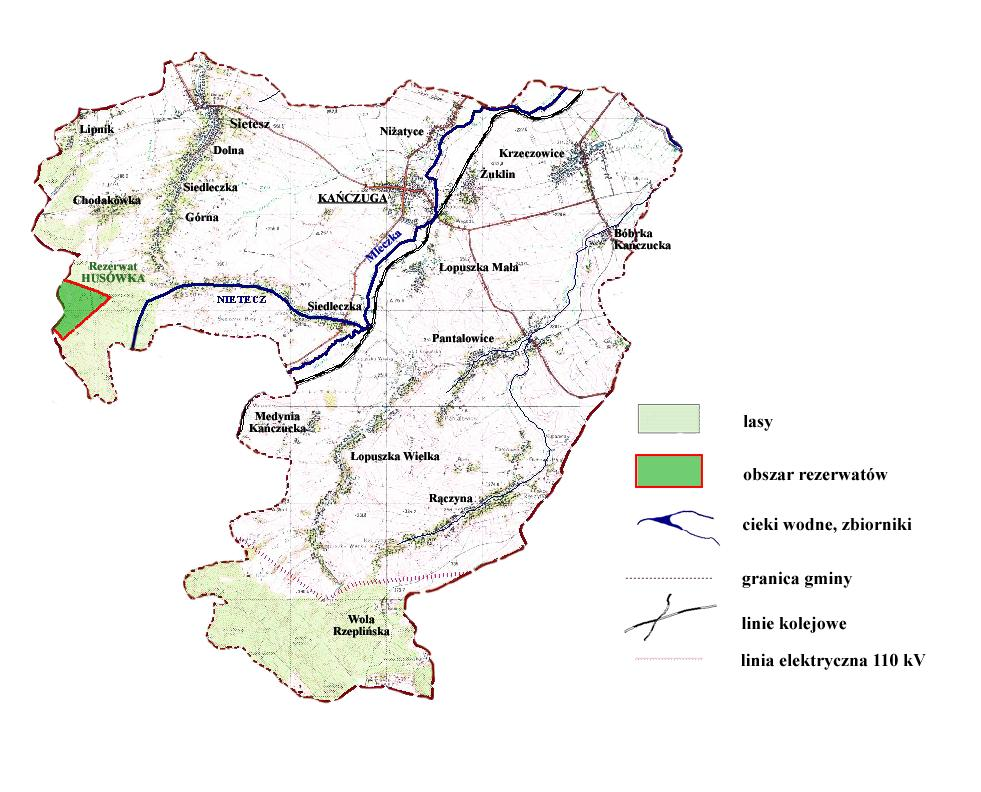 Lipnik
Sietesz
Dolna
Niżatyce
Krzeczowice
Żuklin
Siedleczka
Chodakówka
KAŃCZUGA
Górna
Mleczka
Bóbrka
Kańczucka
Rezerwat
HUSÓWKA
Łopuszka Mała
NIETECZ
Siedleczka
Pantalowice
Medynia
Kańczucka
Łopuszka Wielka
Rączyna
Wola
Rzeplińska
lasy
obszar rezerwatów
cieki wodne, zbiorniki
granica gminy
linie kolejowe
linia elektryczna 110 kV